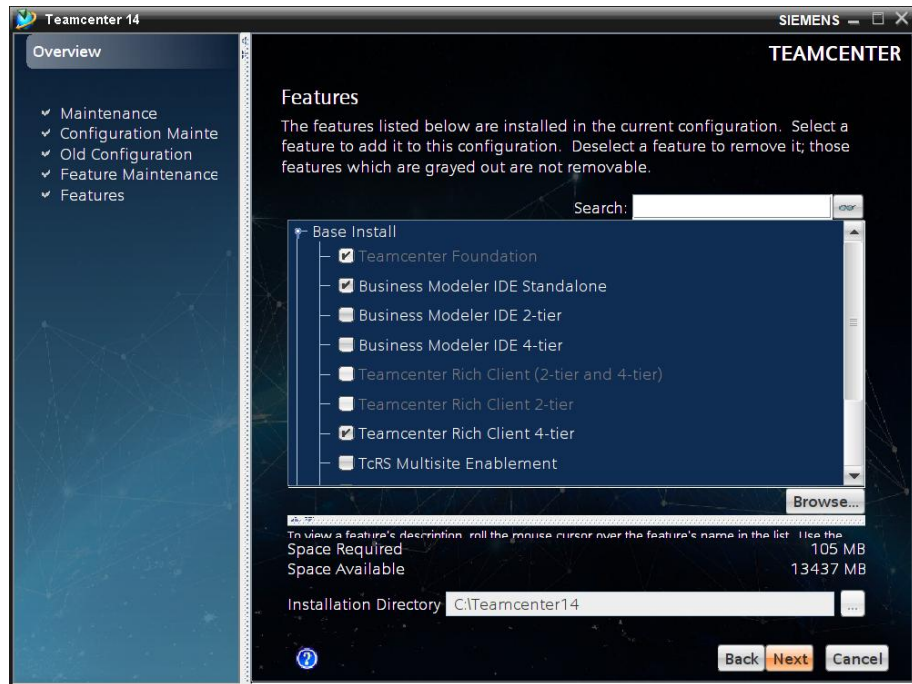 Teamcenter 14
SIEMENS
Overview
TEAMCENTER
Maintenance
Configuration Mainte
Old Configuration
Feature Maintenance
Features
Features
The features listed below are installed in the current configuration. Select a
feature to add it to this configuration. Deselect a feature to remove it; those
features which are grayed out are not removable.
Search:
Base Install
Teamcenter Foundation
Business Modeler IDE Standalone
Business Modeler IDE 2-tier
Business Modeler IDE 4-tier
Teamcenter Rich Client (2-tier and 4-tier)
Teamcenter Rich Client 2-tier
Teamcenter Rich Client 4-tier
TcRS Multisite Enablement
Browse...
To view a feature's description, roll the mouse cursor over the feature's name in the list. Use the
Space Required 105 MB
Space Available 13437 MB
Installation Directory C:\Teamcenter14 ...
? Back Next Cancel